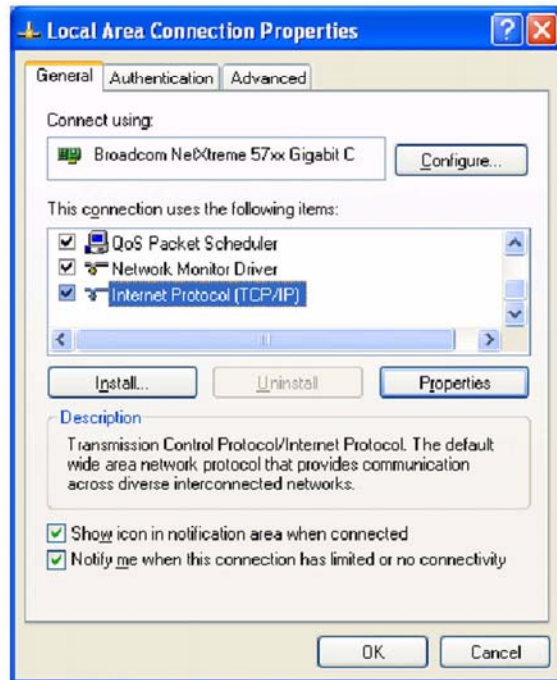 Local Area Connection Properties
General Authentication Advanced
Connect using:
Broadcom NetXtreme 57xx Gigabit C
Configure...
This connection uses the following items:
QoS Packet Scheduler
Network Monitor Driver
Internet Protocol (TCP/IP)
Install... Uninstall Properties
Description
Transmission Control Protocol/Internet Protocol. The default
wide area network protocol that provides communication
across diverse interconnected networks.
Show icon in notification area when connected
Notify me when this connection has limited or no connectivity
OK Cancel